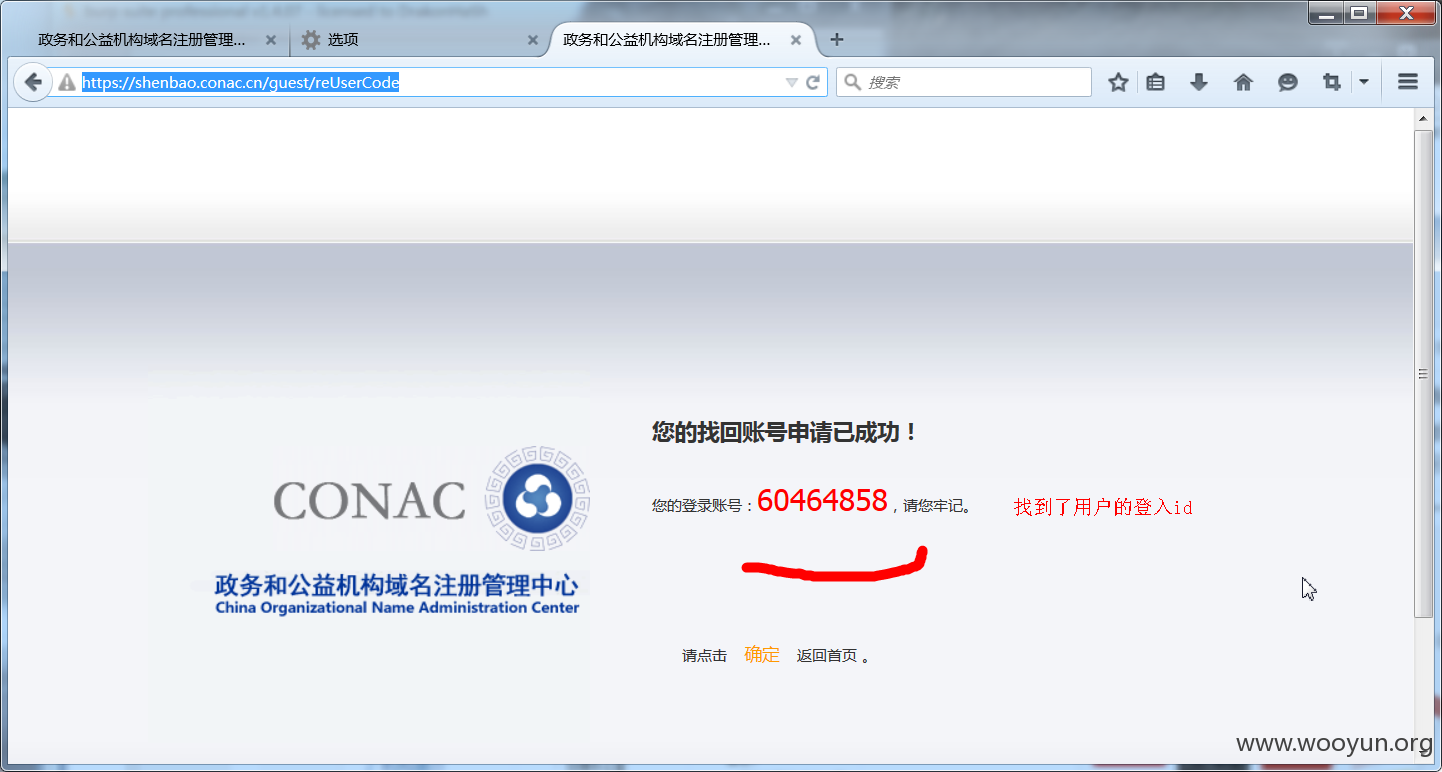 政务和公益机构域名注册管理...
选项
政务和公益机构域名注册管理...
https://shenbao.conac.cn/guest/reUserCode
搜索
您的找回账号申请已成功！
您的登录账号：60464858，请您牢记。
找到了用户的登入id
CONAC
政务和公益机构域名注册管理中心
China Organizational Name Administration Center
请点击 确定 返回首页 。
www.wooyun.org